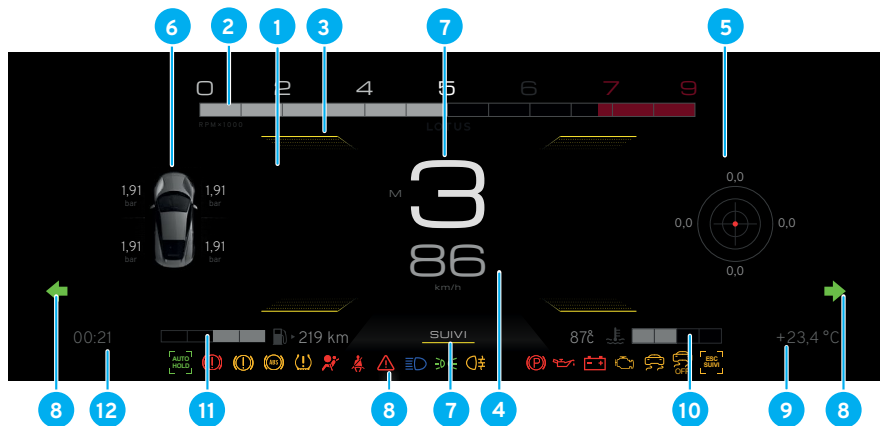 6 2 1 3 7 5
0 2 4 5 6 7 9
BPM×1000
LOTUS
1,91 bar 1,91 bar
M 3
0,0
0,0 0,0
0,0
1,91 bar 1,91 bar
86
km/h
00:21 219 km SUIVI 87°C +23,4 °C
AUTO HOLD ABS P OFF ESC SUIVI
8 12 11 8 7 4 10 9 8